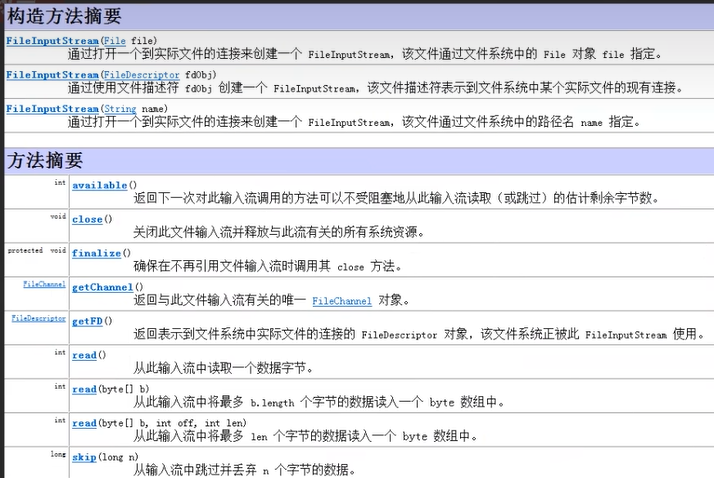 构造方法摘要
FileInputStream(File file)
通过打开一个到实际文件的连接来创建一个 FileInputStream，该文件通过文件系统中的 File 对象 file 指定。
FileInputStream(FileDescriptor fdObj)
通过使用文件描述符 fdObj 创建一个 FileInputStream，该文件描述符表示到文件系统中某个实际文件的现有连接。
FileInputStream(String name)
通过打开一个到实际文件的连接来创建一个 FileInputStream，该文件通过文件系统中的路径名 name 指定。
方法摘要
int available()
返回下一次对此输入流调用的方法可以不受阻塞地从此输入流读取（或跳过）的估计剩余字节数。
void close()
关闭此文件输入流并释放与此流有关的所有系统资源。
protected void finalize()
确保在不再引用文件输入流时调用其 close 方法。
FileChannel getChannel()
返回与此文件输入流有关的唯一 FileChannel 对象。
FileDescriptor getFD()
返回表示到文件系统中实际文件的连接的 FileDescriptor 对象，该文件系统正被此 FileInputStream 使用。
int read()
从此输入流中读取一个数据字节。
int read(byte[] b)
从此输入流中将最多 b.length 个字节的数据读入一个 byte 数组中。
int read(byte[] b, int off, int len)
从此输入流中将最多 len 个字节的数据读入一个 byte 数组中。
long skip(long n)
从输入流中跳过并丢弃 n 个字节的数据。